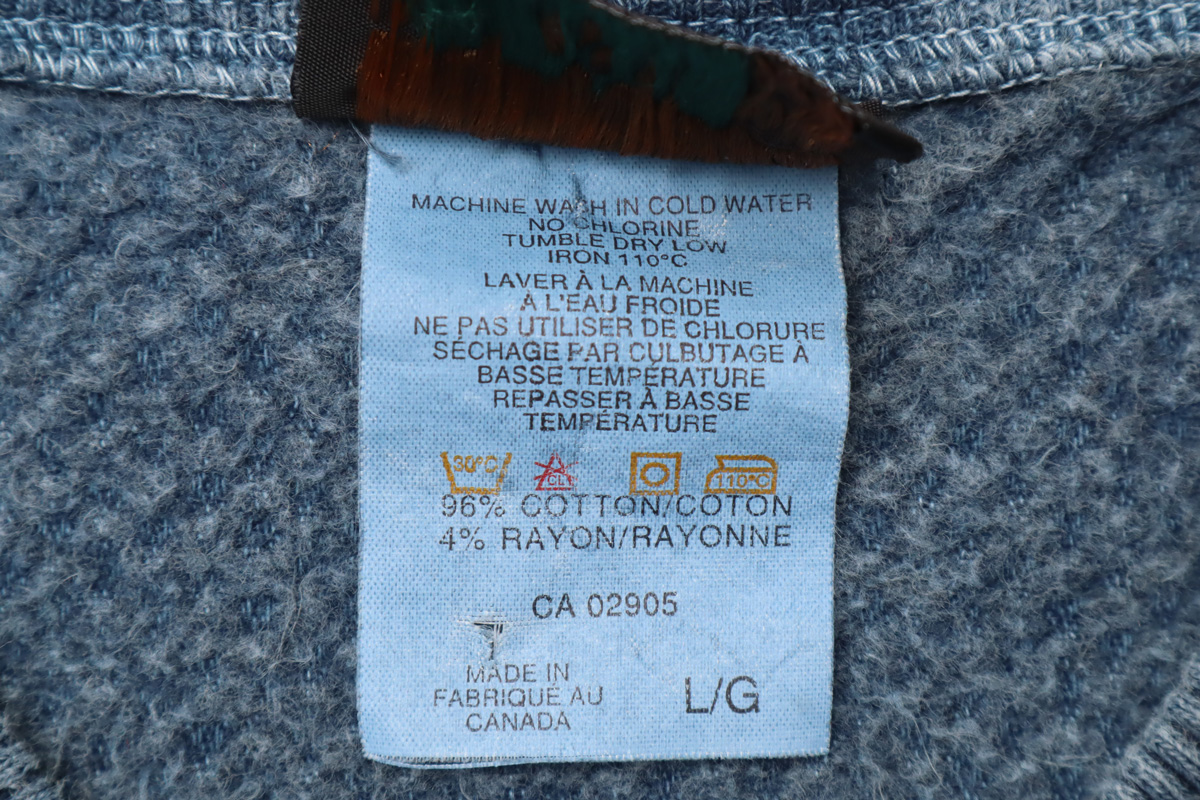 MACHINE WASH IN COLD WATER
NO CHLORINE
TUMBLE DRY LOW
IRON 110°C
LAVER À LA MACHINE
À L'EAU FROIDE
NE PAS UTILISER DE CHLORURE
SÉCHAGE PAR CULBUTAGE À
BASSE TEMPÉRATURE
REPASSER À BASSE
TEMPÉRATURE
30°C CL 110°C
96% COTTON/COTON
4% RAYON/RAYONNE
CA 02905
MADE IN
FABRIQUÉ AU
CANADA
L/G